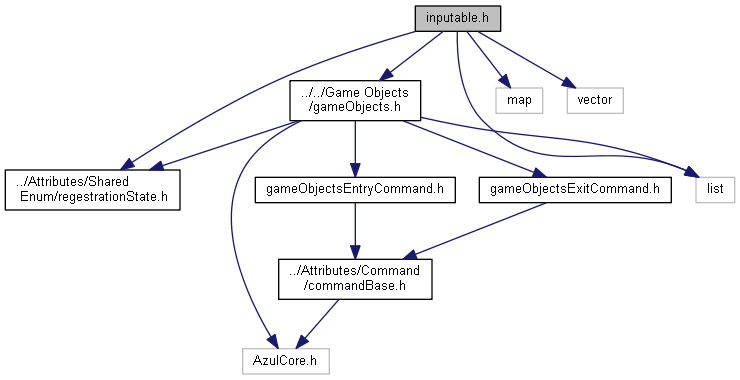 inputable.h
../../Game Objects
/gameObjects.h
map
vector
../Attributes/Shared
Enum/regestrationState.h
gameObjectsEntryCommand.h
gameObjectsExitCommand.h
list
../Attributes/Command
/commandBase.h
AzulCore.h